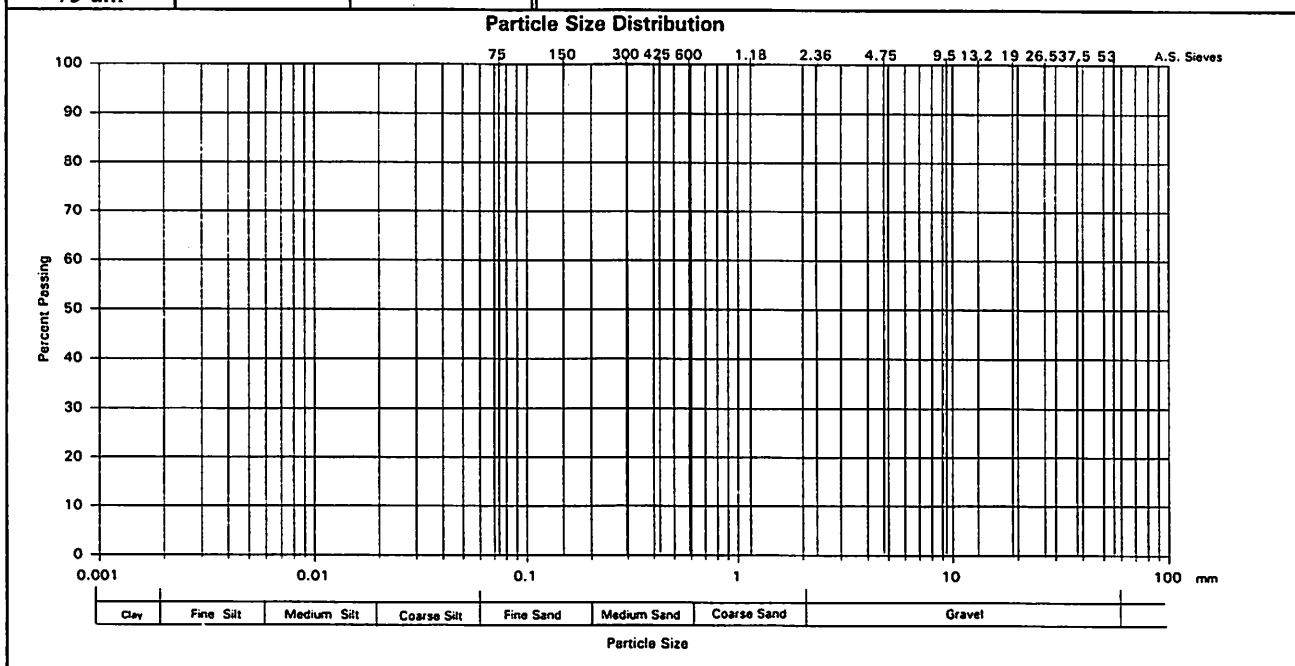 Particle Size Distribution
75 150 300 425 600 1.18 2.36 4.75 9.5 13.2 19 26.5 37.5 53 A.S. Sieves
100
90
80
70
60
50
40
30
20
10
0
Percent Passing
0.001 0.01 0.1 1 10 100 mm
Clay Fine Silt Medium Silt Coarse Silt Fine Sand Medium Sand Coarse Sand Gravel
Particle Size